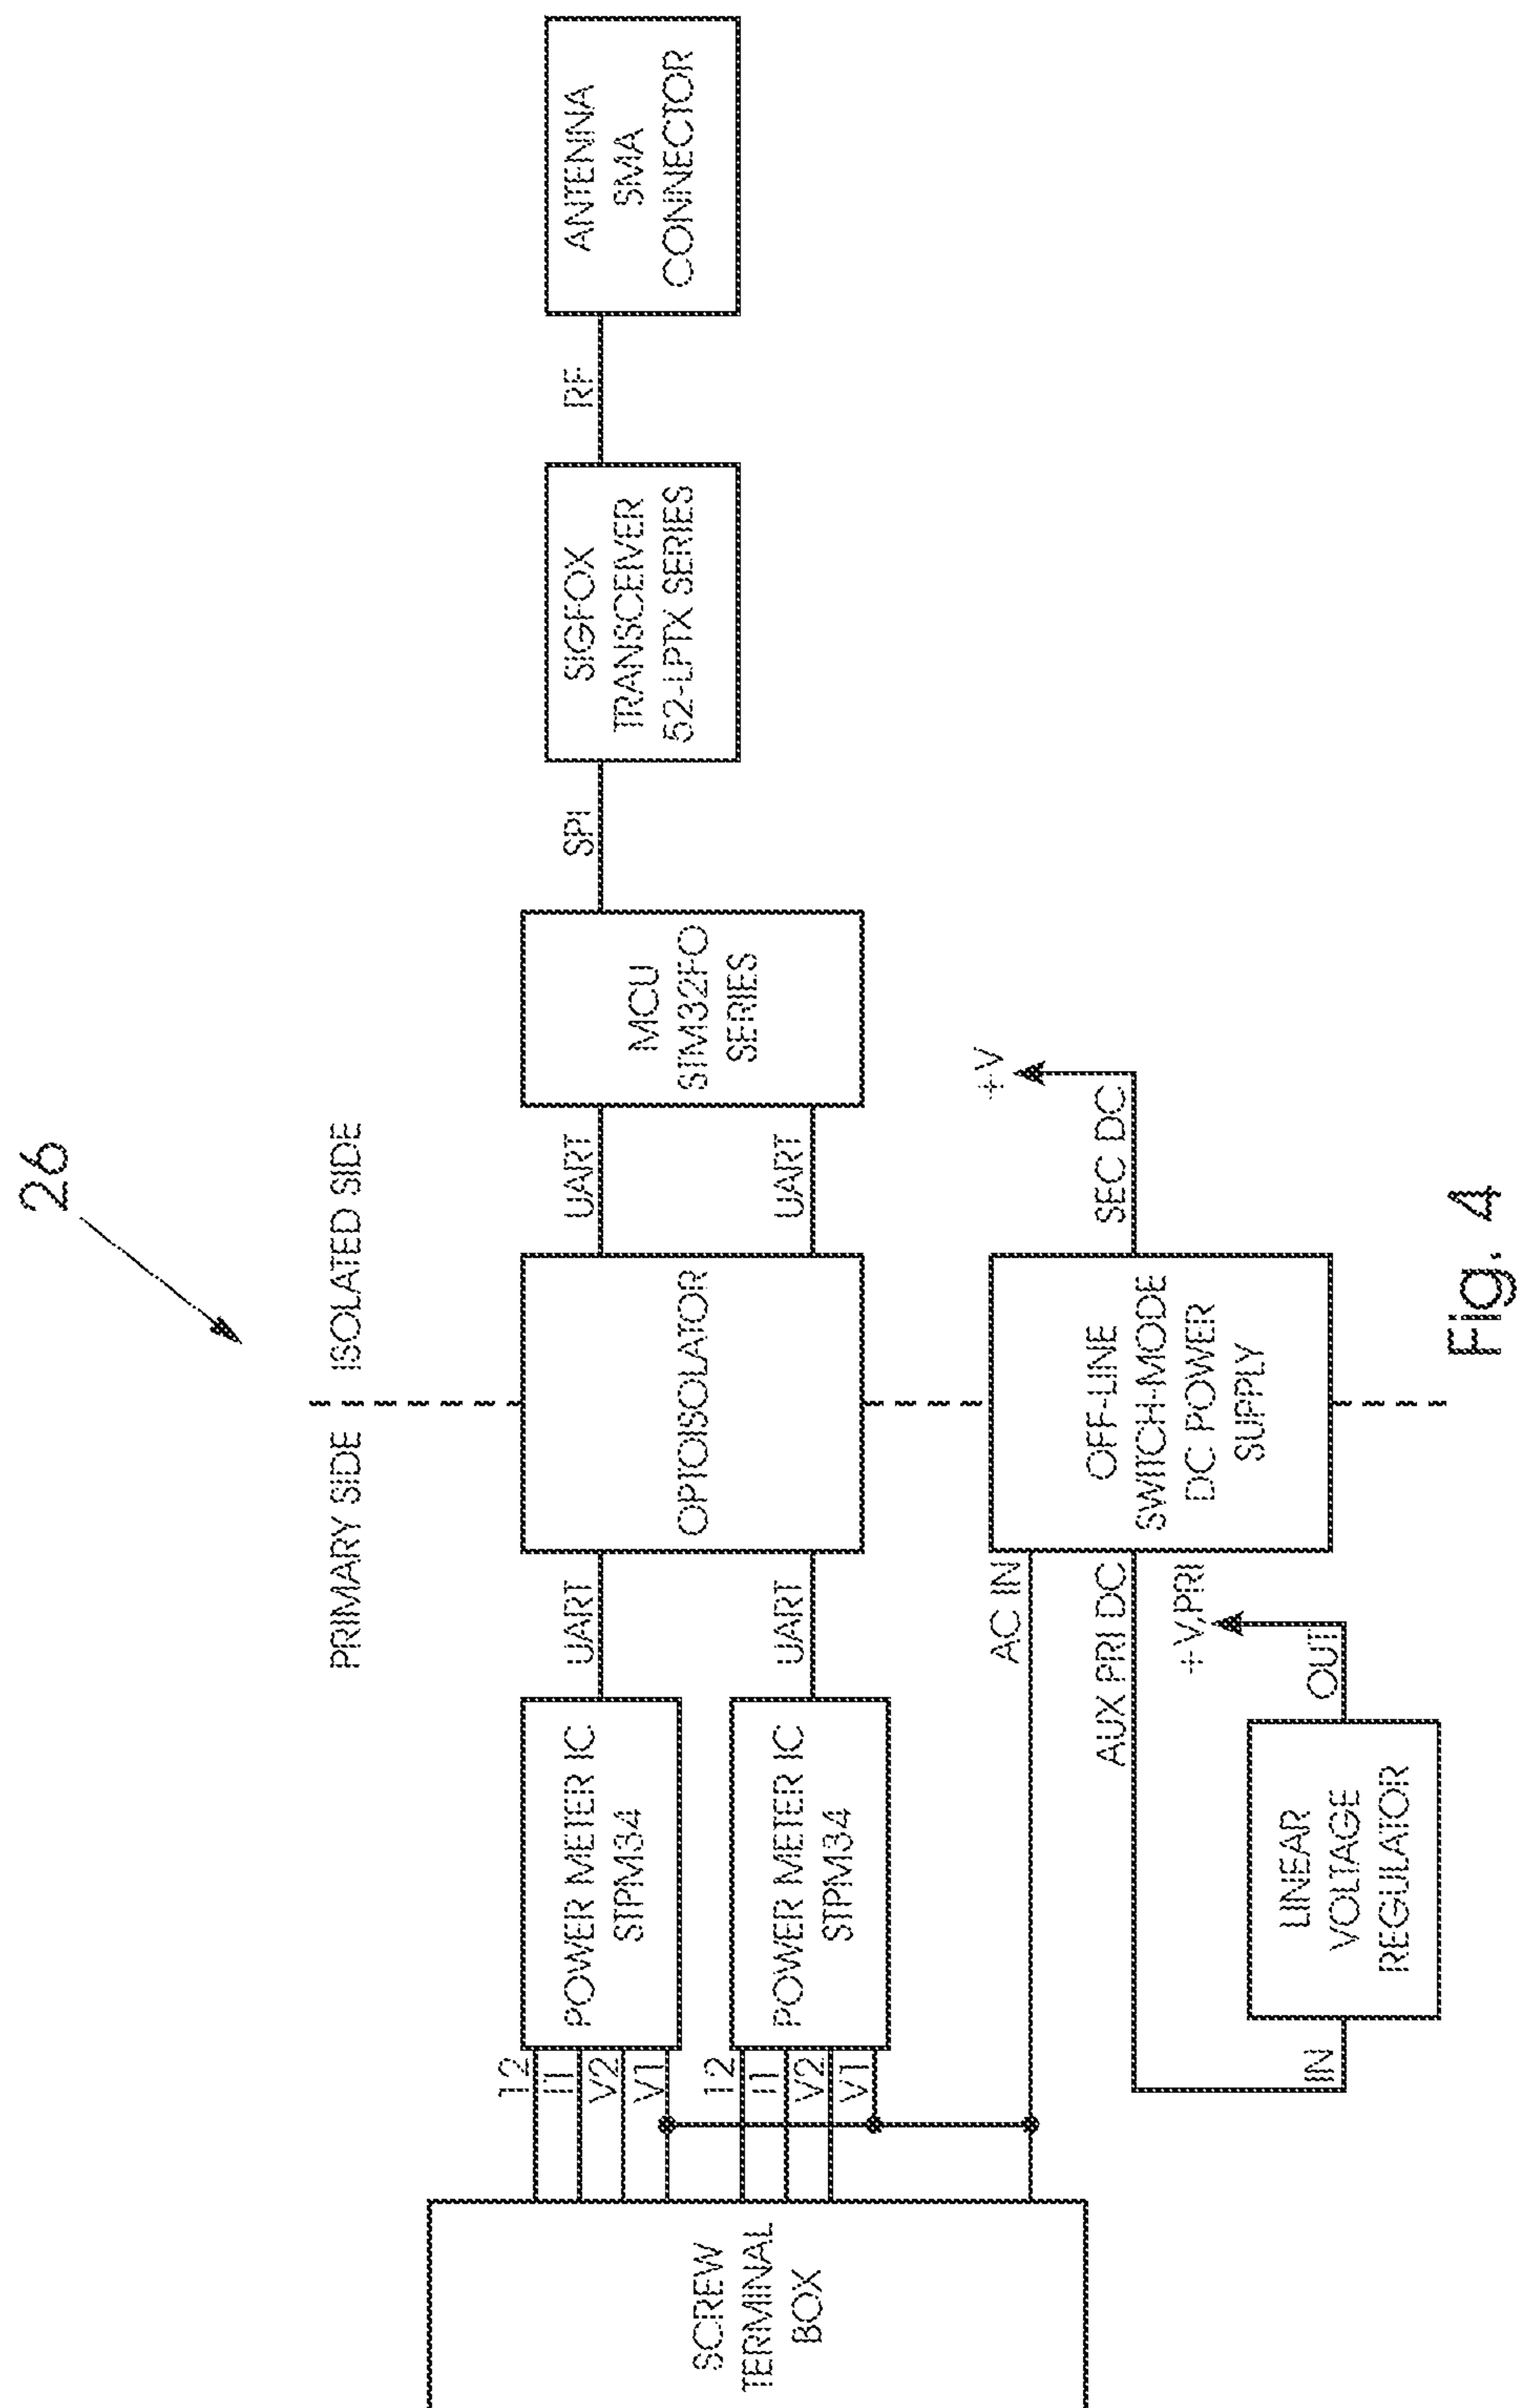 26
PRIMARY SIDE
ISOLATED SIDE
SCREW
TERMINAL
BOX
12
I1
V2
V1
12
I1
V2
V1
POWER METER IC
STPM34
POWER METER IC
STPM34
UART
UART
OPTOISOLATOR
UART
UART
MCU
STM32FO
SERIES
SPI
SIGFOX
TRANSCEIVER
52-LPTX SERIES
RF
ANTENNA
SMA
CONNECTOR
AC IN
AUX PRI DC
+V,PRI
OUT
IN
LINEAR
VOLTAGE
REGULATOR
OFF-LINE
SWITCH-MODE
DC POWER
SUPPLY
SEC DC
+V
Fig. 4